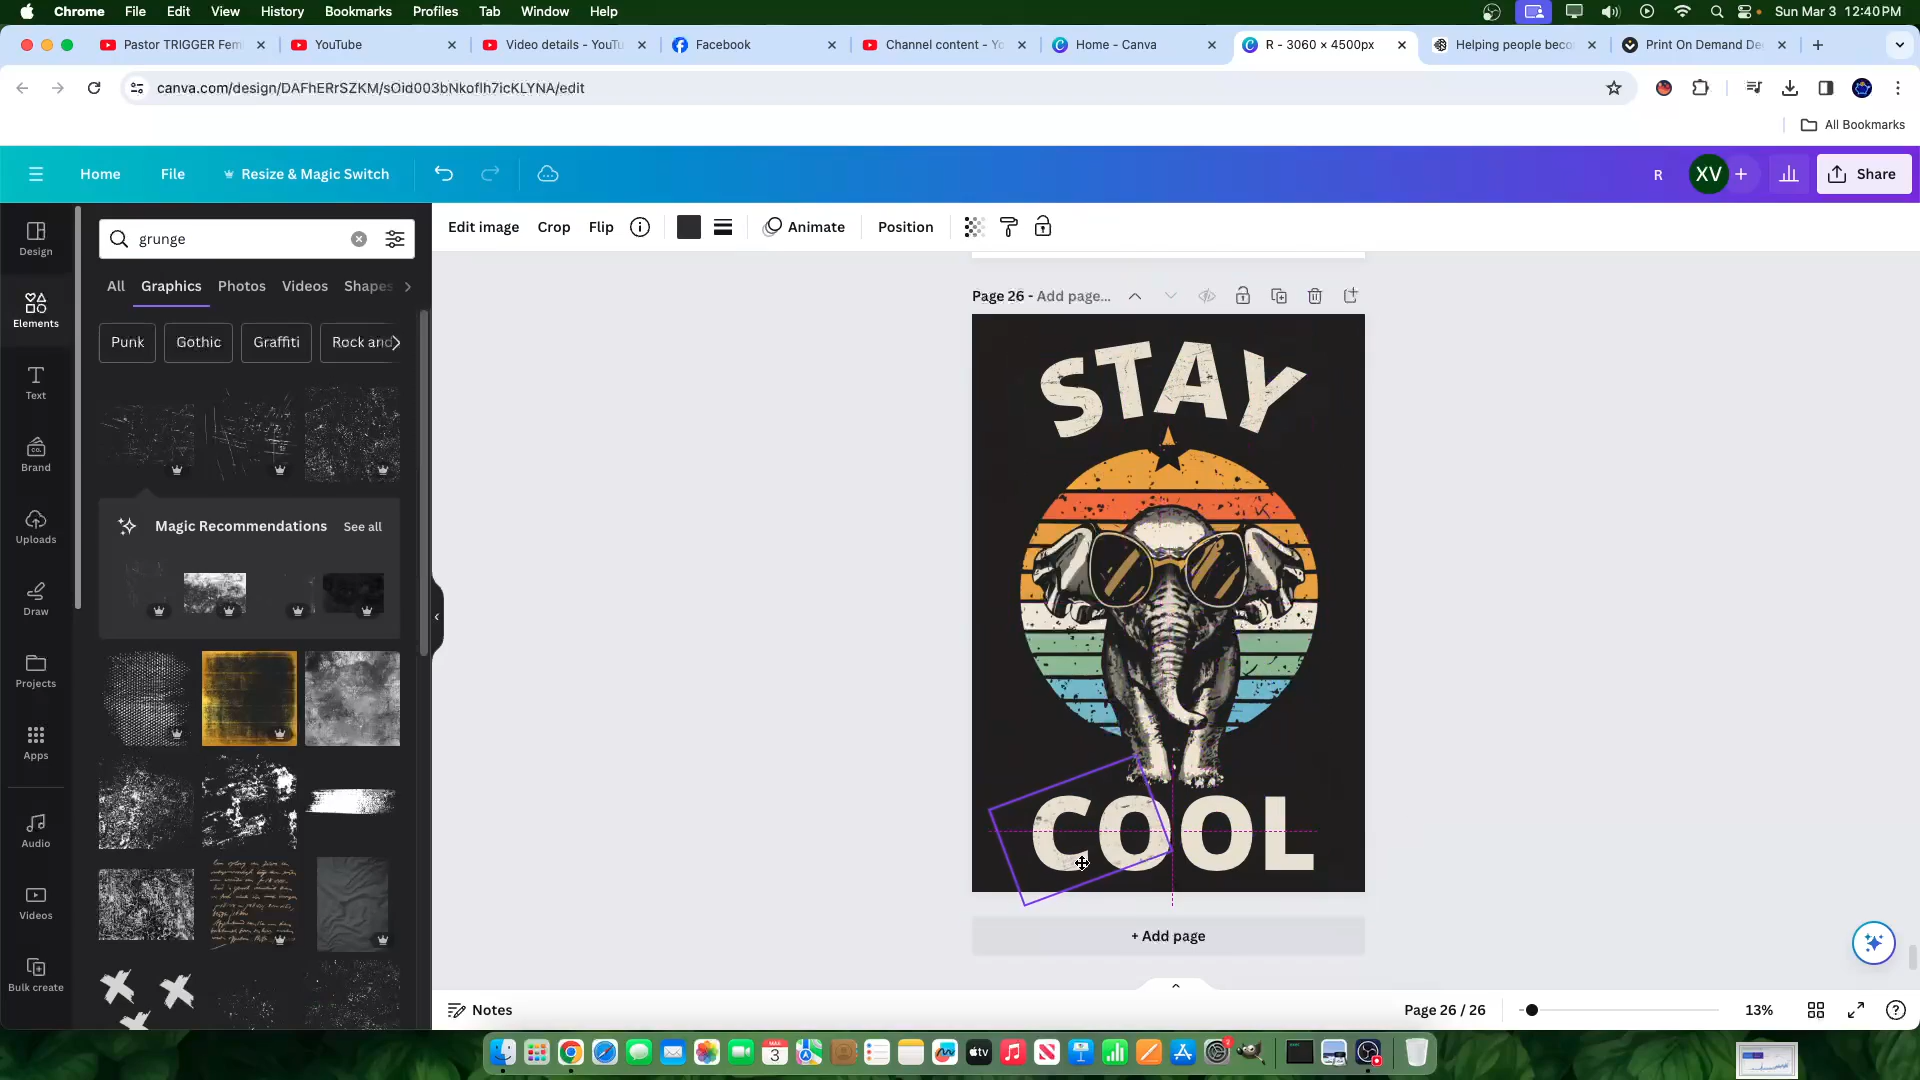 Chrome File Edit View History Bookmarks Profiles Tab Window Help
Sun Mar 3 12:40 PM
Pastor TRIGGER Fem
YouTube
Video details - YouTu
Facebook
Channel content - Yo
Home - Canva
R - 3060 × 4500px
Helping people beco
Print On Demand De
canva.com/design/DAFhERrSZKM/sOid003bNkoflh7icKLYNA/edit
All Bookmarks
Home File Resize & Magic Switch
R XV + Share
Design
Elements
Text
Brand
Uploads
Draw
Projects
Apps
Audio
Videos
Bulk create
grunge
All Graphics Photos Videos Shapes
Punk Gothic Graffiti Rock and
Magic Recommendations See all
Edit image Crop Flip Animate Position
Page 26 - Add page...
STAY
COOL
+ Add page
Notes
Page 26 / 26 13%
MAR
3
tv
2